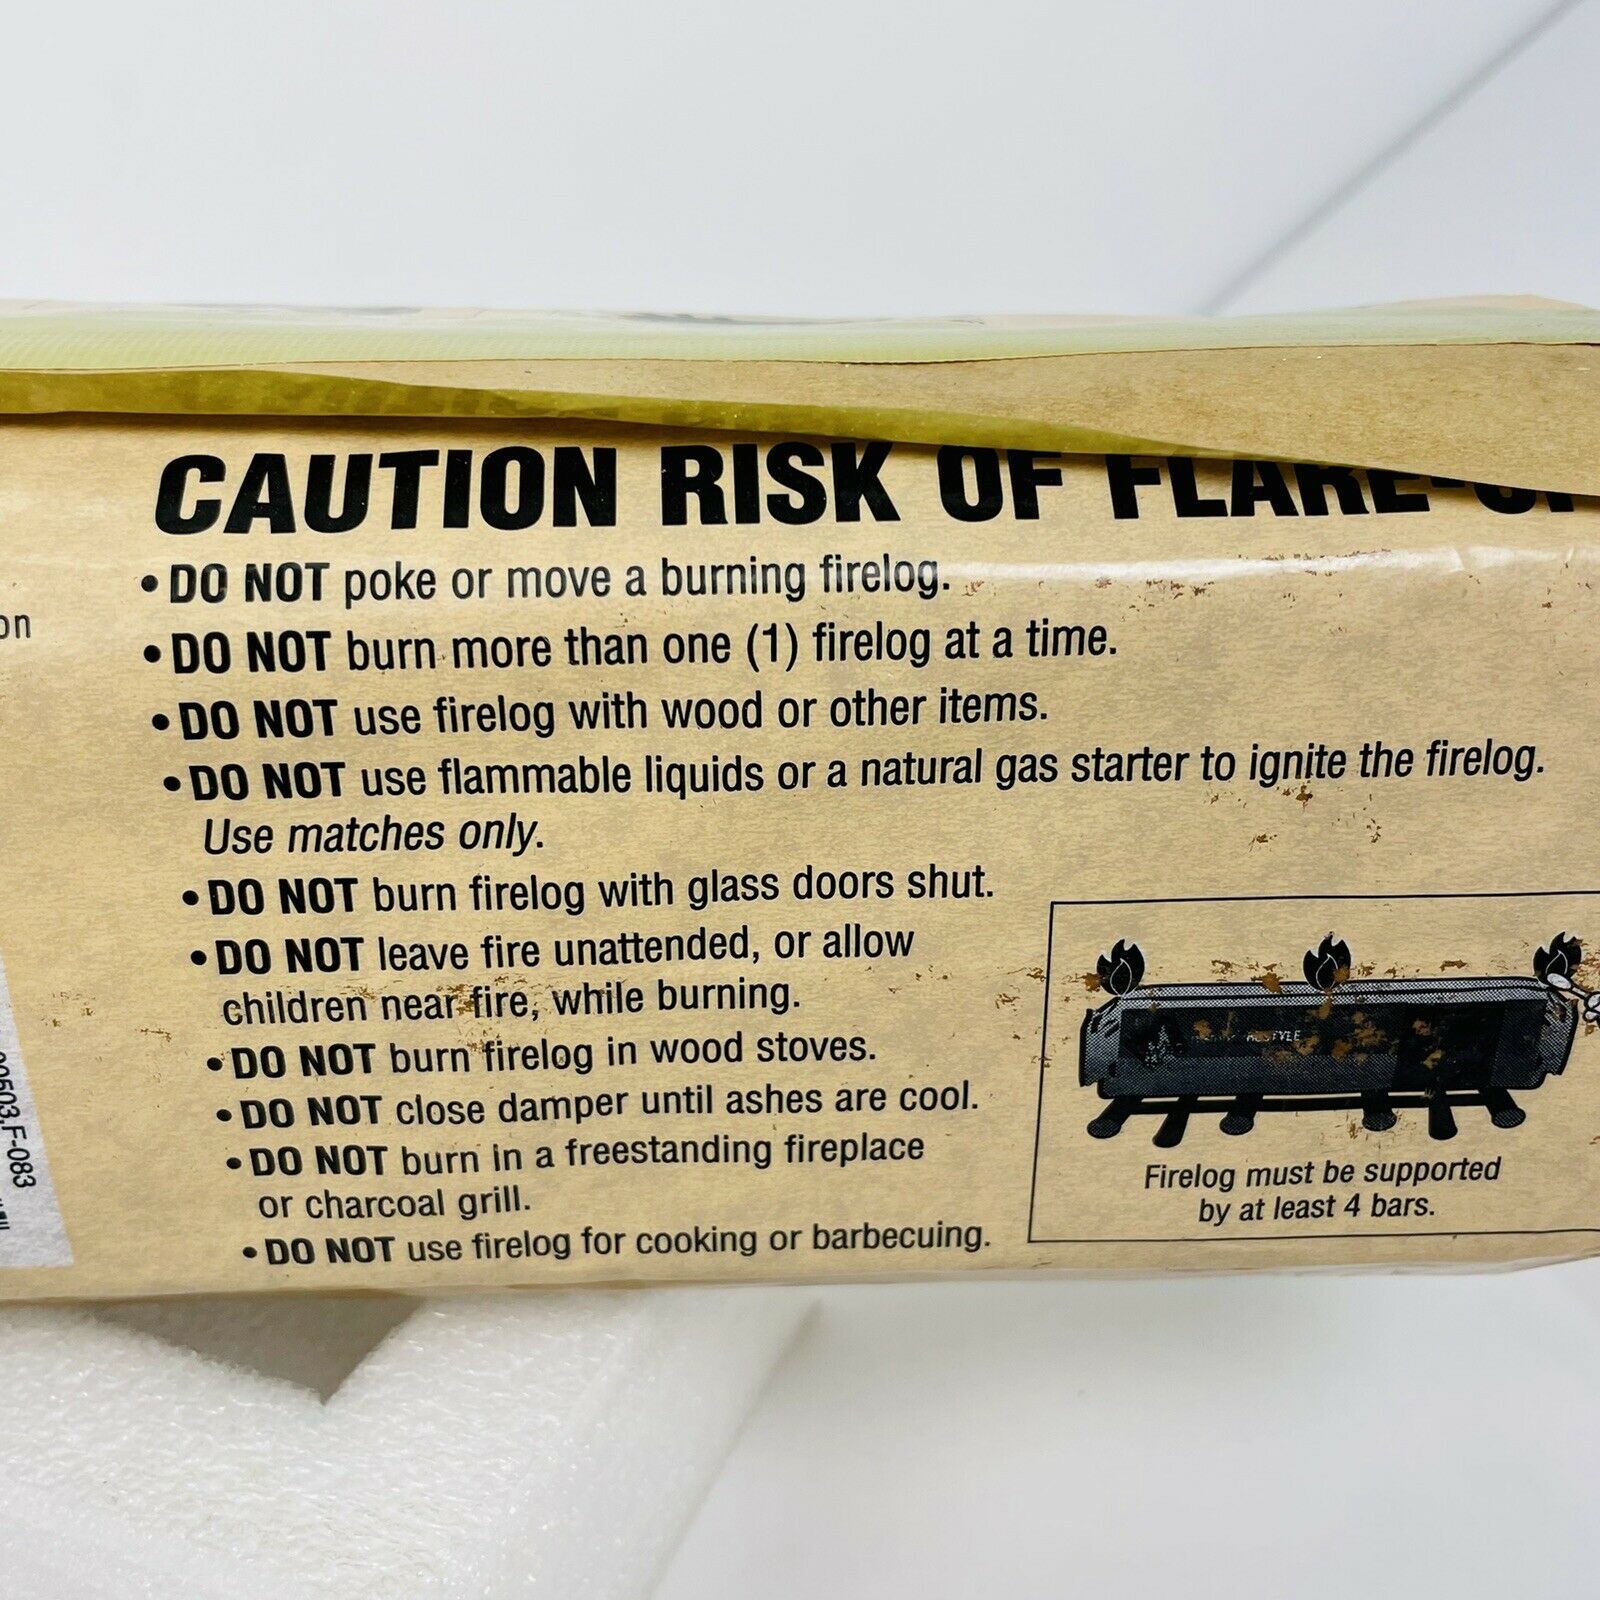 CAUTION RISK OF FLARE-UP
• DO NOT poke or move a burning firelog.
• DO NOT burn more than one (1) firelog at a time.
• DO NOT use firelog with wood or other items.
• DO NOT use flammable liquids or a natural gas starter to ignite the firelog.
Use matches only.
• DO NOT burn firelog with glass doors shut.
• DO NOT leave fire unattended, or allow
children near fire, while burning.
• DO NOT burn firelog in wood stoves.
• DO NOT close damper until ashes are cool.
• DO NOT burn in a freestanding fireplace
or charcoal grill.
• DO NOT use firelog for cooking or barbecuing.
Firelog must be supported
by at least 4 bars.
on
00503,F-083